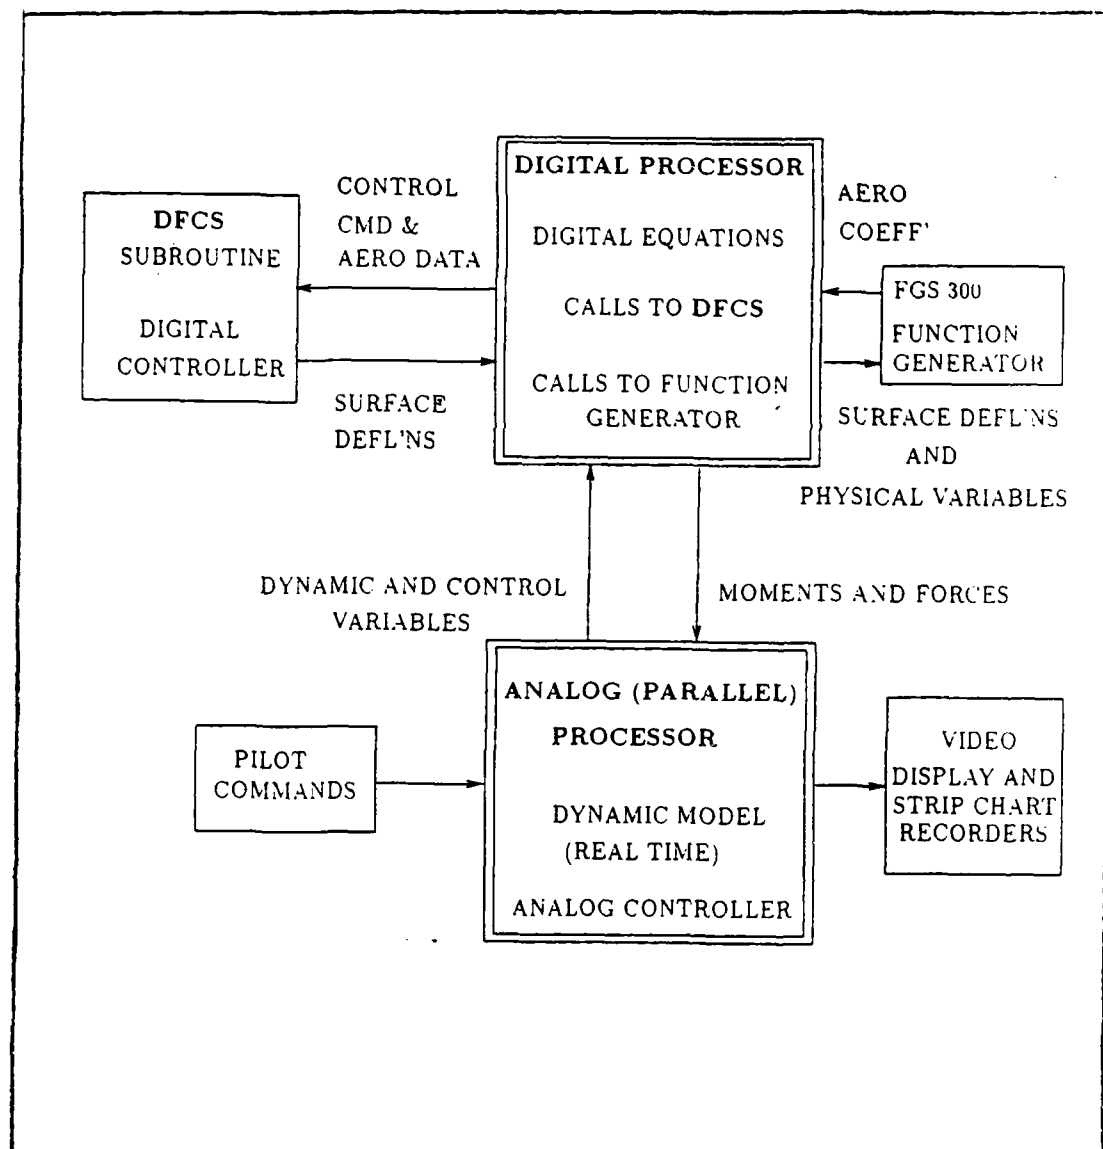 DIGITAL PROCESSOR
DIGITAL EQUATIONS
CALLS TO DFCS
CALLS TO FUNCTION
GENERATOR
CONTROL
CMD &
AERO DATA
DFCS
SUBROUTINE
DIGITAL
CONTROLLER
SURFACE
DEFL'NS
AERO
COEFF'
FGS 300
FUNCTION
GENERATOR
SURFACE DEFL'NS
AND
PHYSICAL VARIABLES
DYNAMIC AND CONTROL
VARIABLES
MOMENTS AND FORCES
ANALOG (PARALLEL)
PROCESSOR
DYNAMIC MODEL
(REAL TIME)
ANALOG CONTROLLER
PILOT
COMMANDS
VIDEO
DISPLAY AND
STRIP CHART
RECORDERS